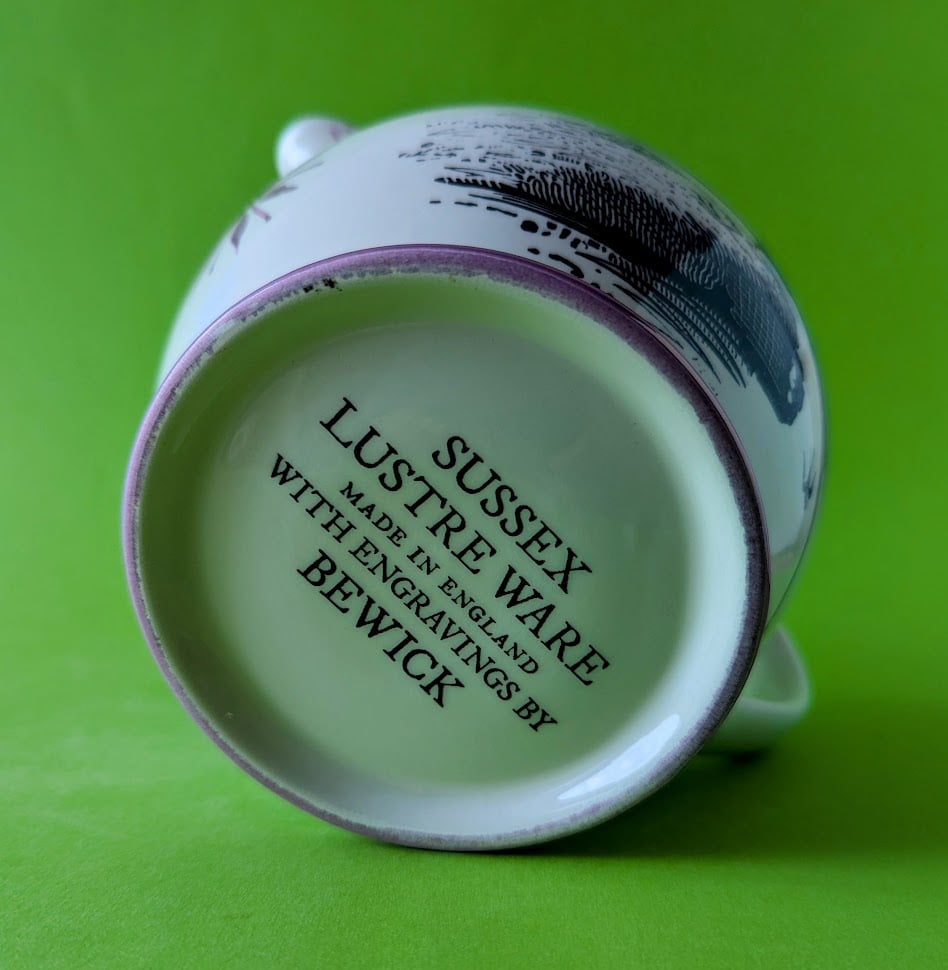 SUSSEX
LUSTRE WARE
MADE IN ENGLAND
WITH ENGRAVINGS BY
BEWICK